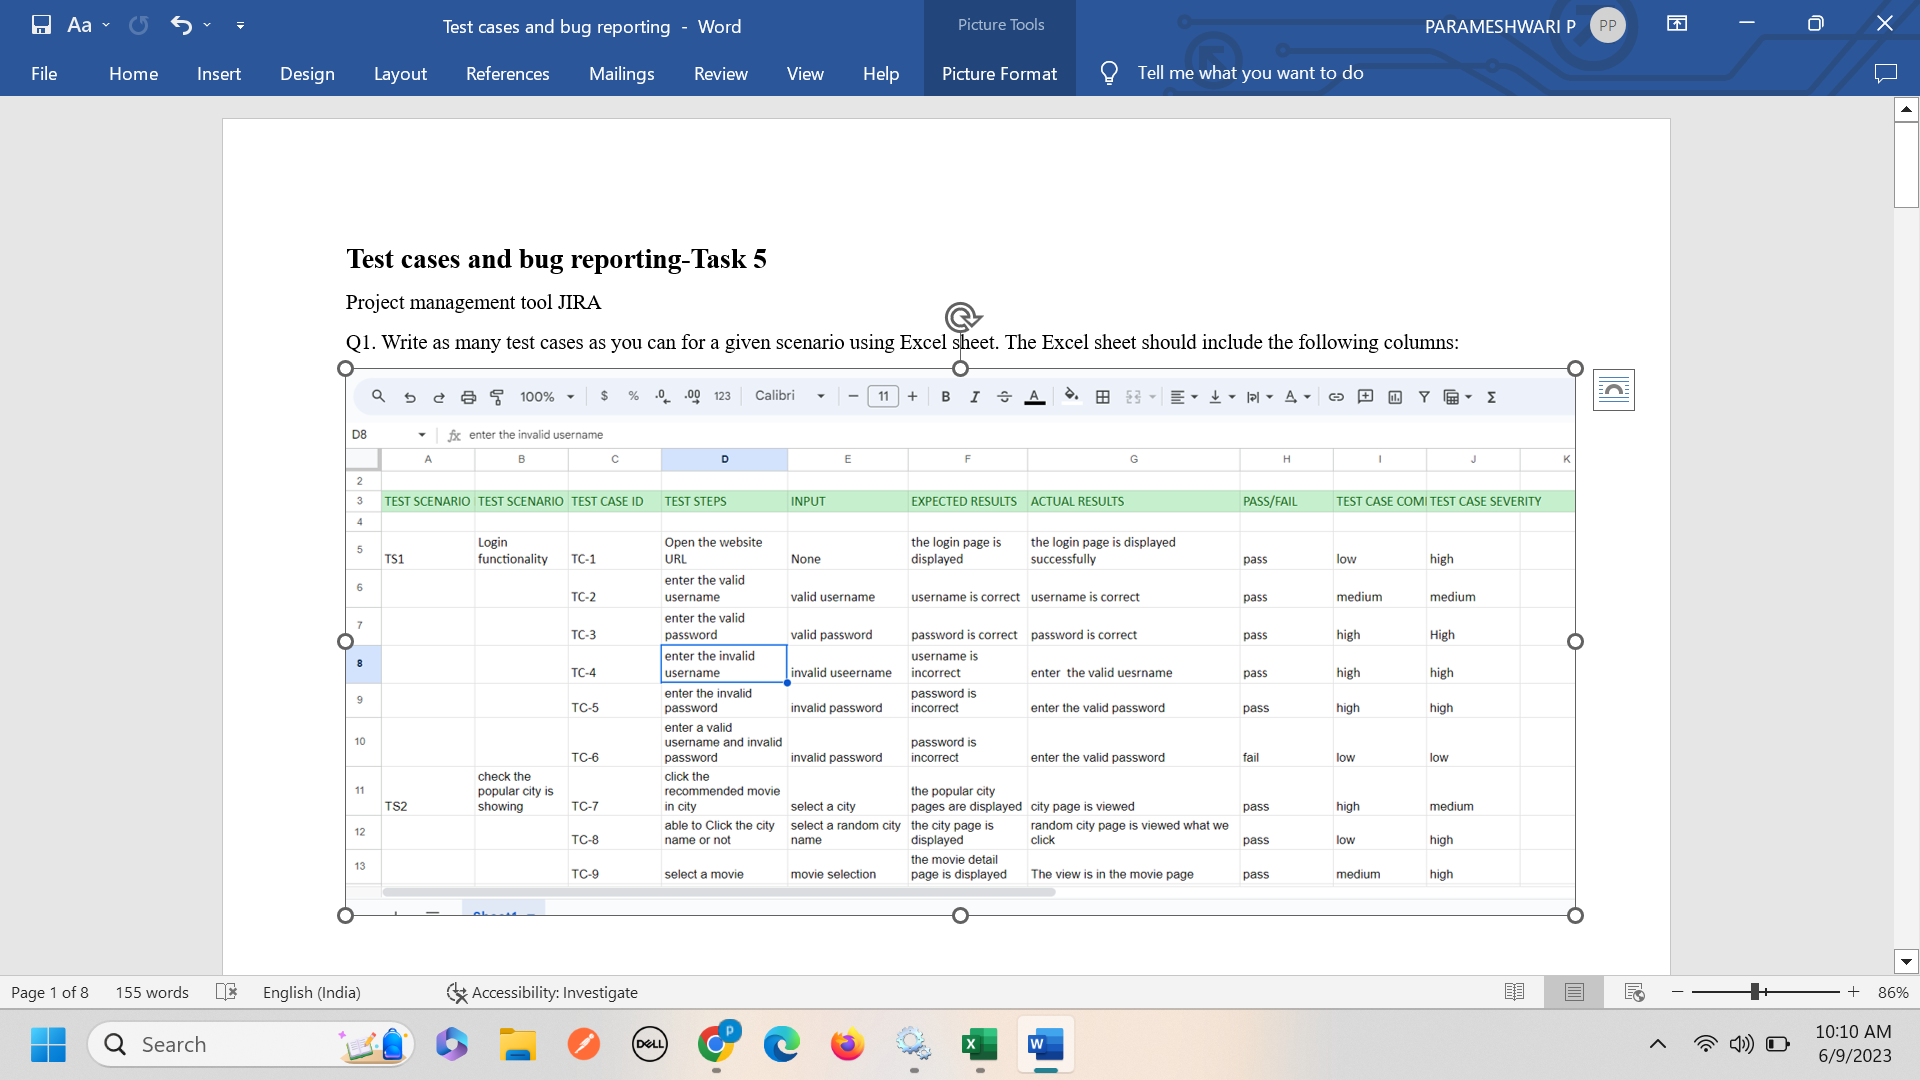 Aa
Test cases and bug reporting - Word
Picture Tools
PARAMESHWARI P
PP
File Home Insert Design Layout References Mailings Review View Help Picture Format Tell me what you want to do
Test cases and bug reporting-Task 5
Project management tool JIRA
Q1. Write as many test cases as you can for a given scenario using Excel sheet. The Excel sheet should include the following columns:
100% $ % .0 .00 123 Calibri − 11 + B I S A Σ
D8 fx enter the invalid username
A B C D E F G H I J K
2
3 TEST SCENARIO TEST SCENARIO TEST CASE ID TEST STEPS INPUT EXPECTED RESULTS ACTUAL RESULTS PASS/FAIL TEST CASE COM TEST CASE SEVERITY
4
5 TS1 Login functionality TC-1 Open the website URL None the login page is displayed the login page is displayed successfully pass low high
6 TC-2 enter the valid username valid username username is correct username is correct pass medium medium
7 TC-3 enter the valid password valid password password is correct password is correct pass high High
8 TC-4 enter the invalid username invalid useername username is incorrect enter the valid uesrname pass high high
9 TC-5 enter the invalid password invalid password password is incorrect enter the valid password pass high high
10 TC-6 enter a valid username and invalid password invalid password password is incorrect enter the valid password fail low low
11 TS2 check the popular city is showing TC-7 click the recommended movie in city select a city the popular city pages are displayed city page is viewed pass high medium
12 TC-8 able to Click the city name or not select a random city name the city page is displayed random city page is viewed what we click pass low high
13 TC-9 select a movie movie selection the movie detail page is displayed The view is in the movie page pass medium high
Page 1 of 8 155 words English (India) Accessibility: Investigate 86%
Search
DELL
10:10 AM
6/9/2023